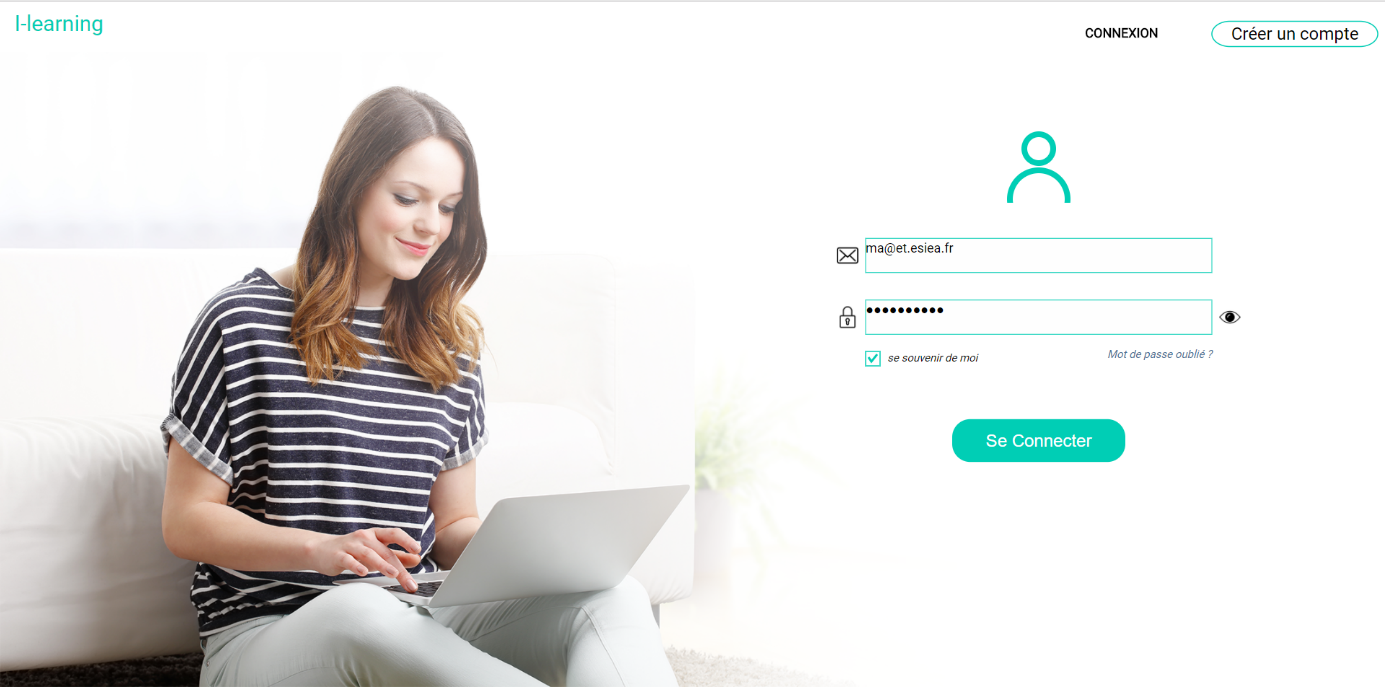 I-learning
CONNEXION
Créer un compte
ma@et.esiea.fr
••••••••••
se souvenir de moi
Mot de passe oublié ?
Se Connecter